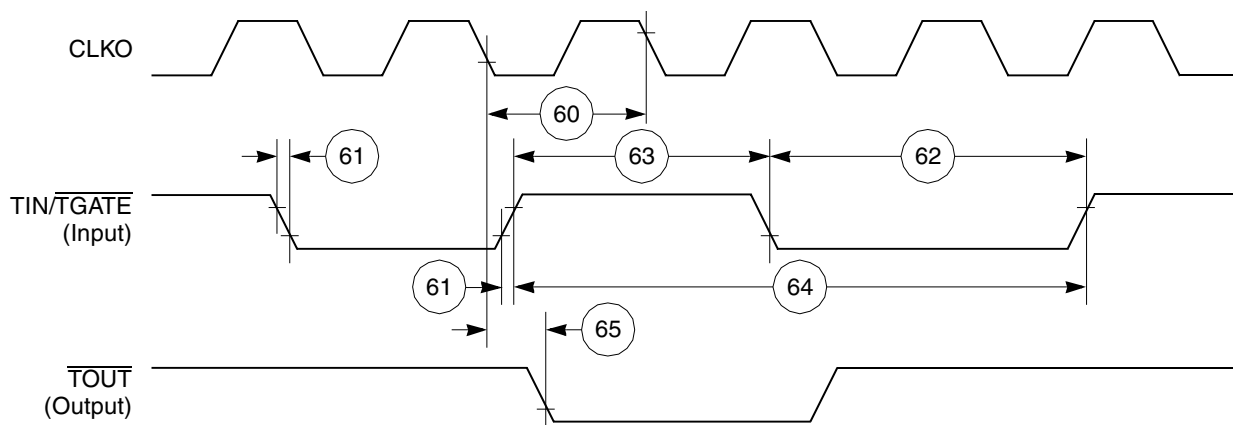 CLKO
60
61
63
62
TIN/TGATE
(Input)
61
64
65
TOUT
(Output)